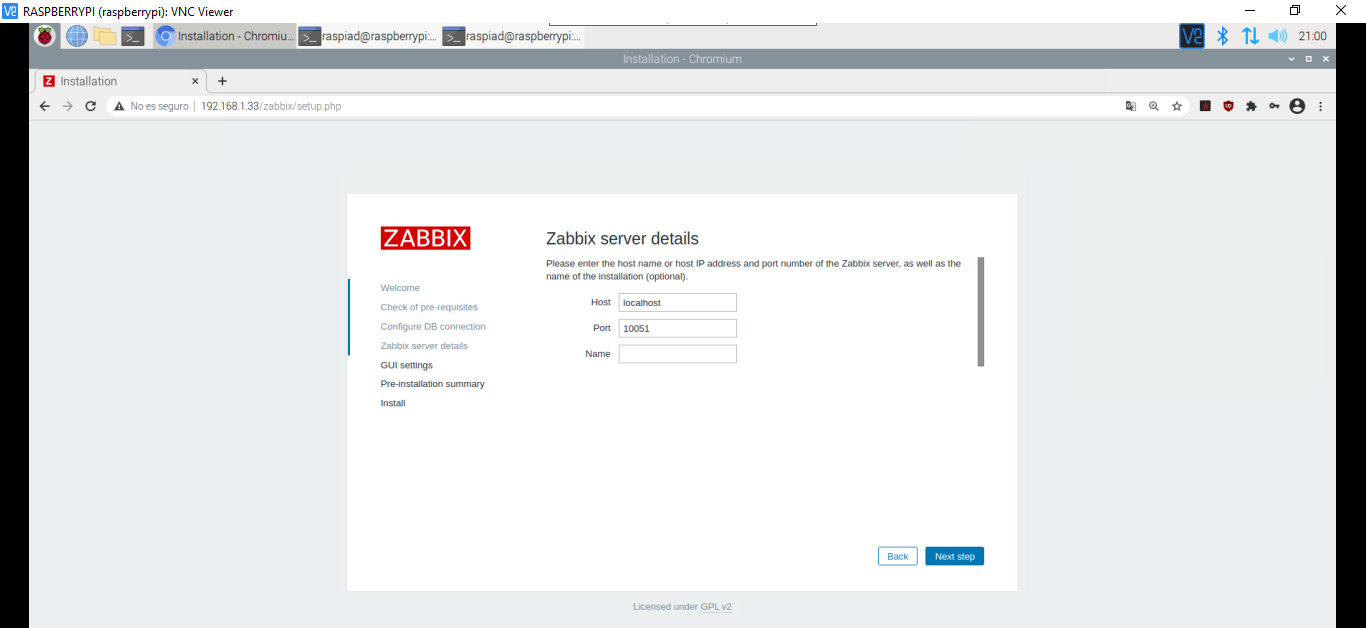 RASPBERRYPI (raspberrypi): VNC Viewer
Installation - Chromiu...
raspiad@raspberrypi:...
raspiad@raspberrypi:...
21:00
Installation - Chromium
Installation
No es seguro | 192.168.1.33/zabbix/setup.php
ZABBIX
Welcome
Check of pre-requisites
Configure DB connection
Zabbix server details
GUI settings
Pre-installation summary
Install
Zabbix server details
Please enter the host name or host IP address and port number of the Zabbix server, as well as the
name of the installation (optional).
Host localhost
Port 10051
Name
Back
Next step
Licensed under GPL v2